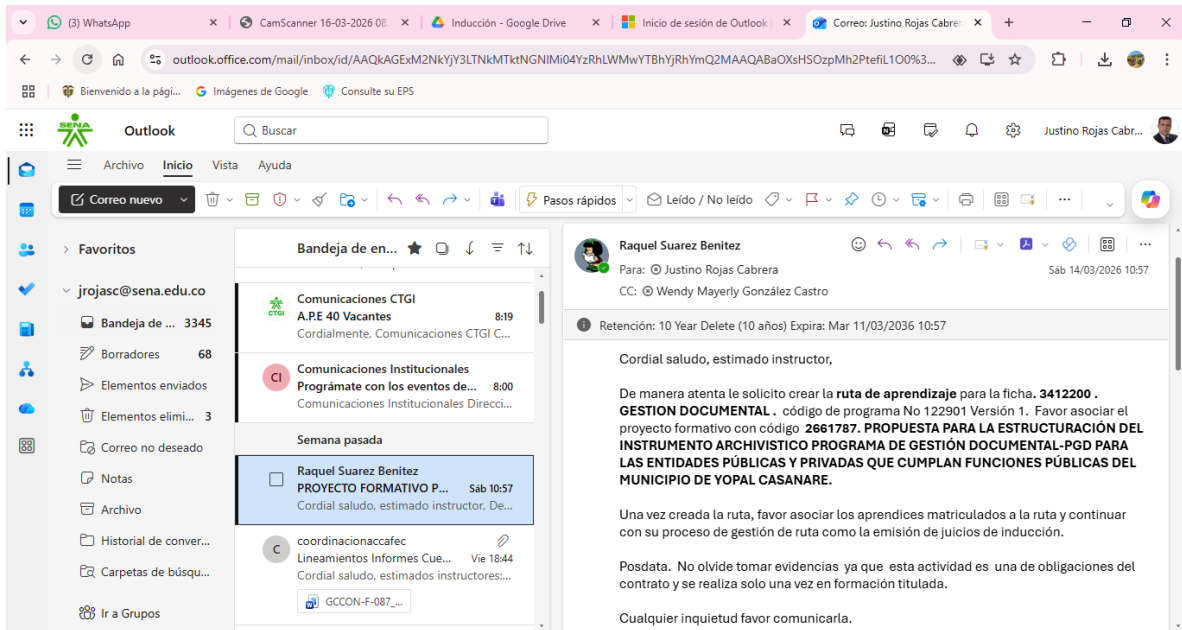 (3) WhatsApp
CamScanner 16-03-2026 08.
Inducción - Google Drive
Inicio de sesión de Outlook
Correo: Justino Rojas Cabrer
outlook.office.com/mail/inbox/id/AAQkAGExM2NkYjY3LTNkMTktNGNlMi04YzRhLWMwYTBhYjRhYmQ2MAAQABaOXsHSOzpMh2PtefiL1O0%3...
Bienvenido a la pági...
Imágenes de Google
Consulte su EPS
SENA
Outlook
Buscar
Justino Rojas Cabr...
Archivo
Inicio
Vista
Ayuda
Correo nuevo
Pasos rápidos
Leído / No leído
Favoritos
jrojasc@sena.edu.co
Bandeja de ... 3345
Borradores 68
Elementos enviados
Elementos elimi... 3
Correo no deseado
Notas
Archivo
Historial de conver...
Carpetas de búsqu...
Ir a Grupos
Bandeja de en...
CTGI
Comunicaciones CTGI
A.P.E 40 Vacantes 8:19
Cordialmente, Comunicaciones CTGI C...
CI
Comunicaciones Institucionales
Prográmate con los eventos de... 8:00
Comunicaciones Institucionales Direcci...
Semana pasada
Raquel Suarez Benitez
PROYECTO FORMATIVO P... Sáb 10:57
Cordial saludo, estimado instructor, De...
C
coordinacionaccafec
Lineamientos Informes Cue... Vie 18:44
Cordial saludo, estimados instructores:...
GCCON-F-087_...
Raquel Suarez Benitez
Para: Justino Rojas Cabrera
Sáb 14/03/2026 10:57
CC: Wendy Mayerly González Castro
Retención: 10 Year Delete (10 años) Expira: Mar 11/03/2036 10:57
Cordial saludo, estimado instructor,
De manera atenta le solicito crear la ruta de aprendizaje para la ficha. 3412200 .
GESTION DOCUMENTAL . código de programa No 122901 Versión 1. Favor asociar el
proyecto formativo con código 2661787. PROPUESTA PARA LA ESTRUCTURACIÓN DEL
INSTRUMENTO ARCHIVISTICO PROGRAMA DE GESTIÓN DOCUMENTAL-PGD PARA
LAS ENTIDADES PÚBLICAS Y PRIVADAS QUE CUMPLAN FUNCIONES PÚBLICAS DEL
MUNICIPIO DE YOPAL CASANARE.
Una vez creada la ruta, favor asociar los aprendices matriculados a la ruta y continuar
con su proceso de gestión de ruta como la emisión de juicios de inducción.
Posdata. No olvide tomar evidencias ya que esta actividad es una de obligaciones del
contrato y se realiza solo una vez en formación titulada.
Cualquier inquietud favor comunicarla.